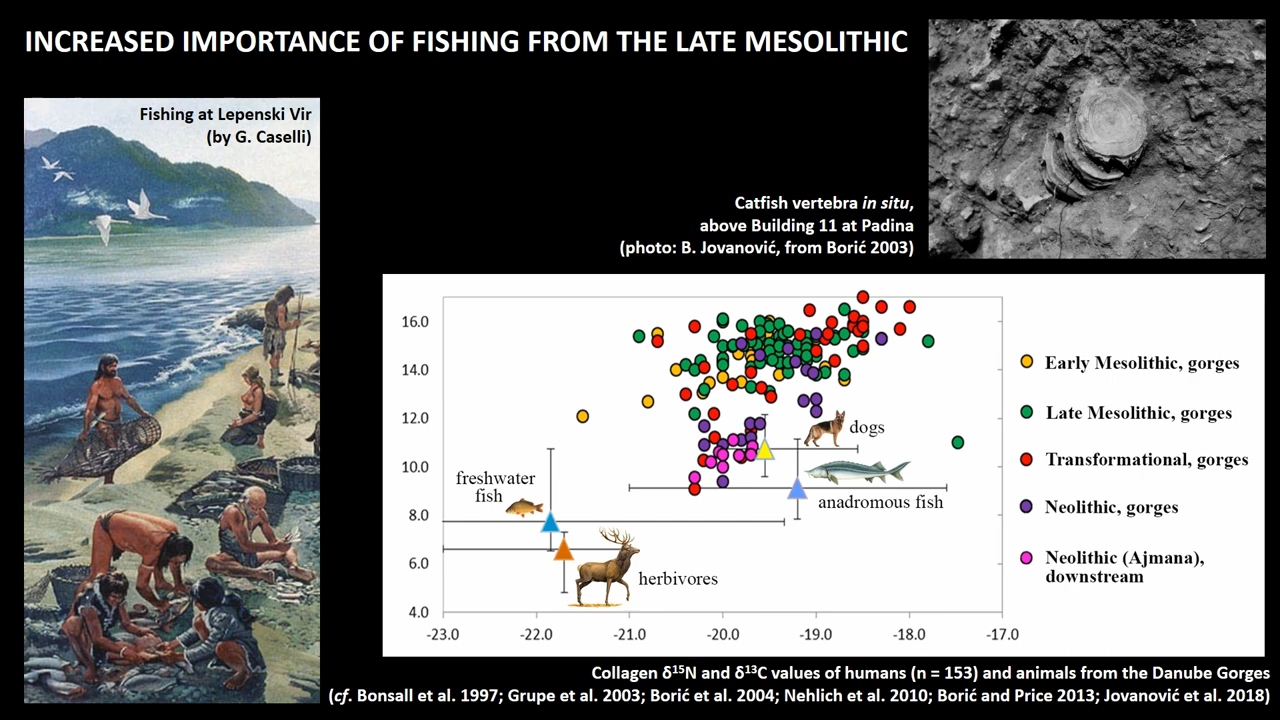 INCREASED IMPORTANCE OF FISHING FROM THE LATE MESOLITHIC
Fishing at Lepenski Vir
(by G. Caselli)
Catfish vertebra in situ,
above Building 11 at Padina
(photo: B. Jovanović, from Borić 2003)
16.0
14.0
12.0
10.0
8.0
6.0
4.0
-23.0
-22.0
-21.0
-20.0
-19.0
-18.0
-17.0
dogs
freshwater
fish
anadromous fish
herbivores
Early Mesolithic, gorges
Late Mesolithic, gorges
Transformational, gorges
Neolithic, gorges
Neolithic (Ajmana),
downstream
Collagen δ¹⁵N and δ¹³C values of humans (n = 153) and animals from the Danube Gorges
(cf. Bonsall et al. 1997; Grupe et al. 2003; Borić et al. 2004; Nehlich et al. 2010; Borić and Price 2013; Jovanović et al. 2018)